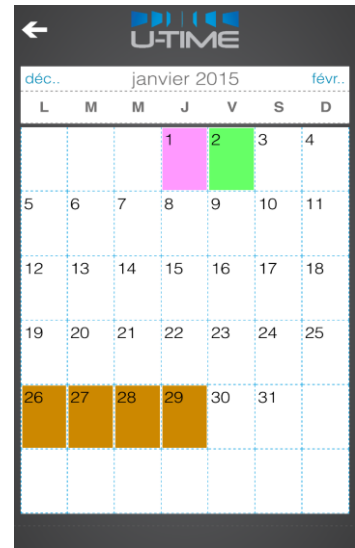 U-TIME
déc.. janvier 2015 févr..
L M M J V S D
1 2 3 4
5 6 7 8 9 10 11
12 13 14 15 16 17 18
19 20 21 22 23 24 25
26 27 28 29 30 31